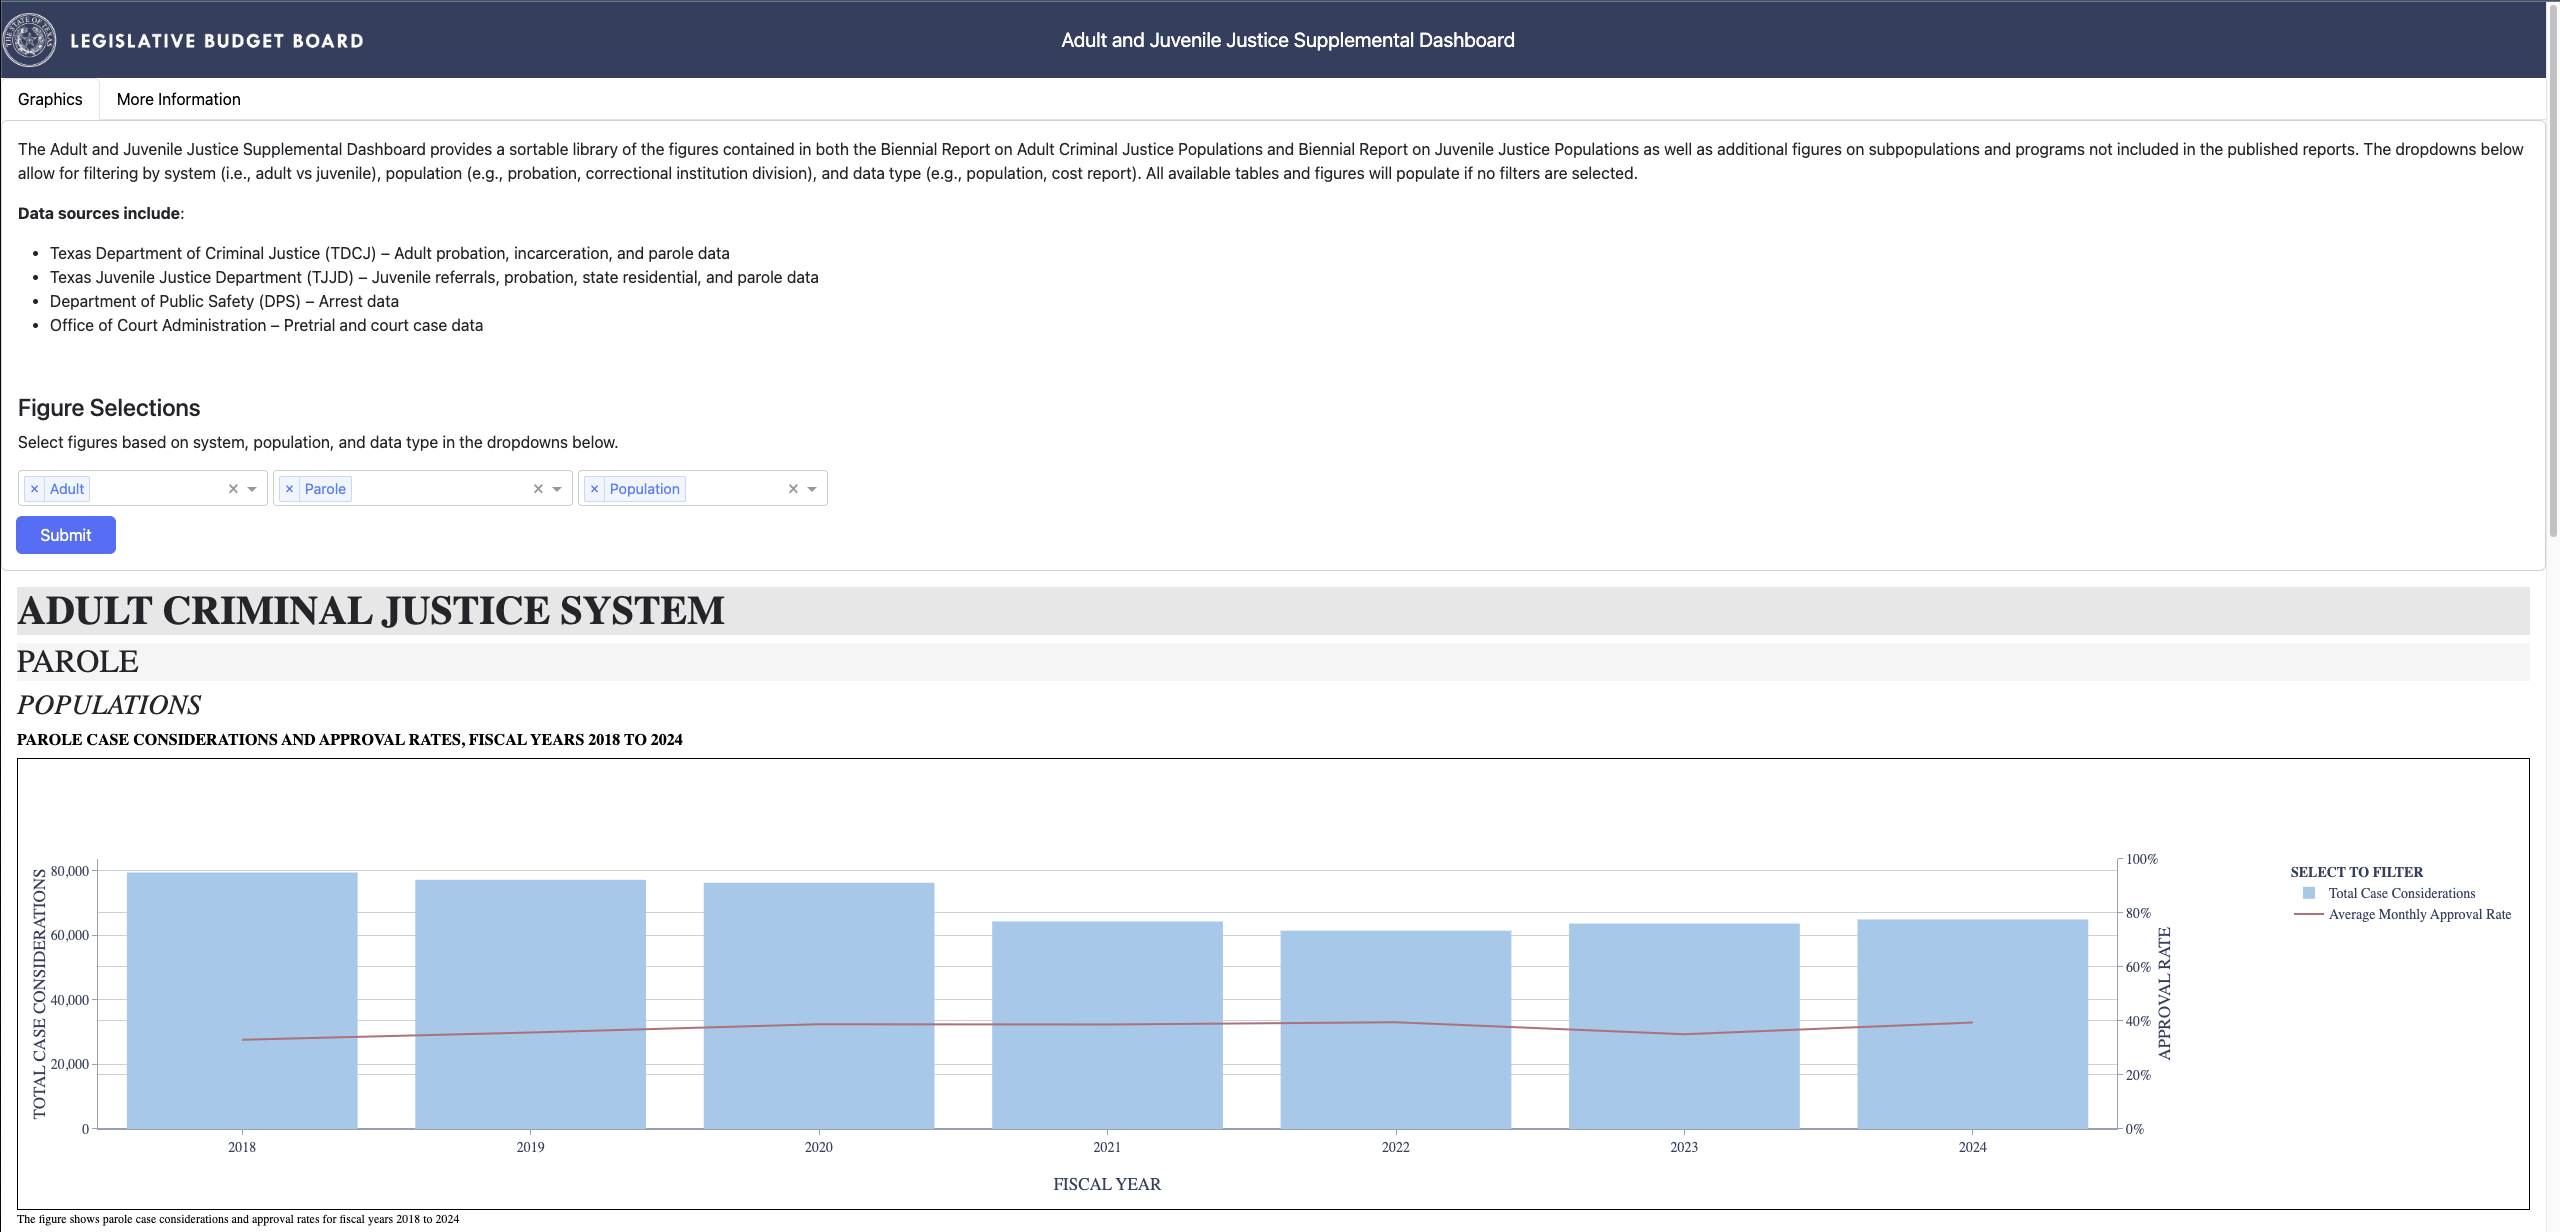 THE STATE OF TEXAS
LEGISLATIVE BUDGET BOARD
Adult and Juvenile Justice Supplemental Dashboard
Graphics
More Information
The Adult and Juvenile Justice Supplemental Dashboard provides a sortable library of the figures contained in both the Biennial Report on Adult Criminal Justice Populations and Biennial Report on Juvenile Justice Populations as well as additional figures on subpopulations and programs not included in the published reports. The dropdowns below
allow for filtering by system (i.e., adult vs juvenile), population (e.g., probation, correctional institution division), and data type (e.g., population, cost report). All available tables and figures will populate if no filters are selected.
Data sources include:
• Texas Department of Criminal Justice (TDCJ) – Adult probation, incarceration, and parole data
• Texas Juvenile Justice Department (TJJD) – Juvenile referrals, probation, state residential, and parole data
• Department of Public Safety (DPS) – Arrest data
• Office of Court Administration – Pretrial and court case data
Figure Selections
Select figures based on system, population, and data type in the dropdowns below.
× Adult ×
× Parole ×
× Population ×
Submit
ADULT CRIMINAL JUSTICE SYSTEM
PAROLE
POPULATIONS
PAROLE CASE CONSIDERATIONS AND APPROVAL RATES, FISCAL YEARS 2018 TO 2024
TOTAL CASE CONSIDERATIONS
80,000
60,000
40,000
20,000
0
2018
2019
2020
2021
2022
2023
2024
FISCAL YEAR
100%
80%
60%
40%
20%
0%
APPROVAL RATE
SELECT TO FILTER
Total Case Considerations
Average Monthly Approval Rate
The figure shows parole case considerations and approval rates for fiscal years 2018 to 2024